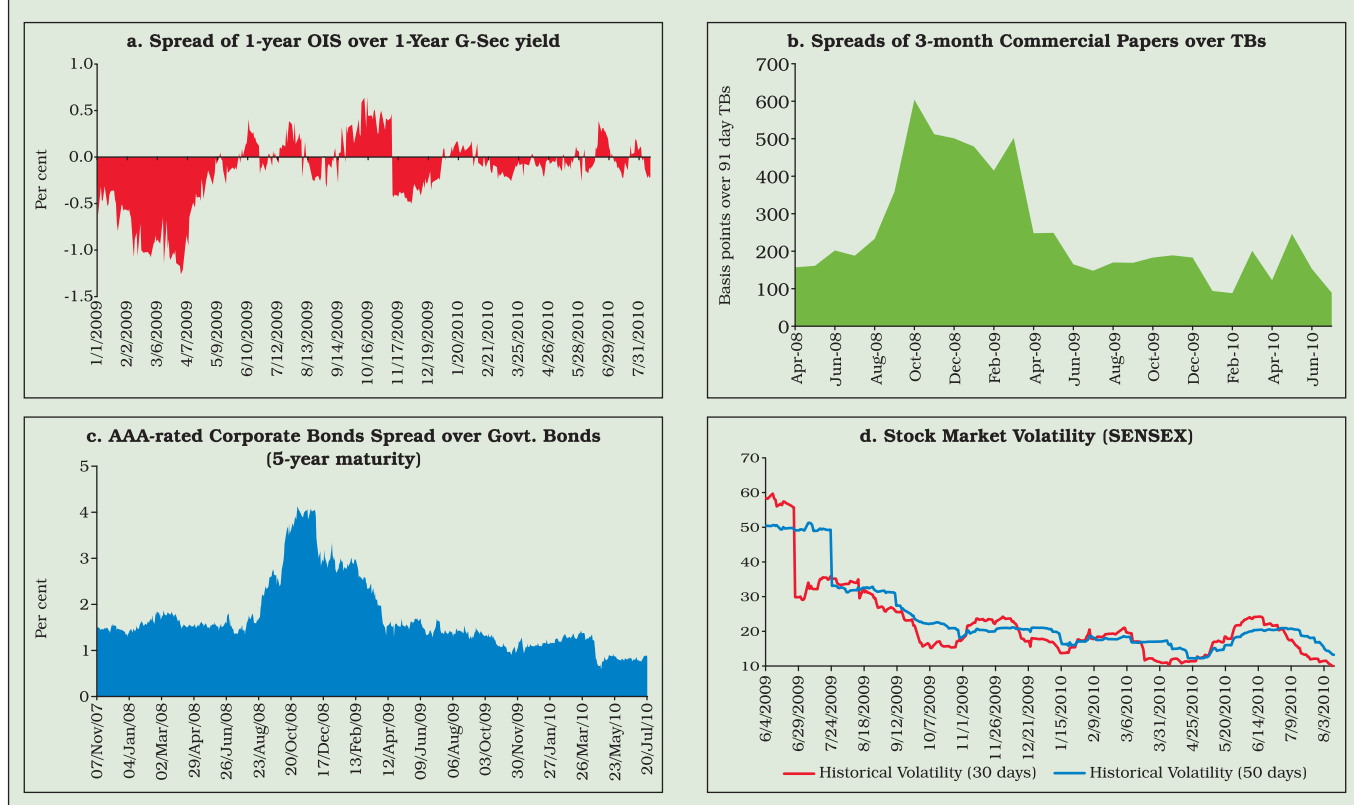 a. Spread of 1-year OIS over 1-Year G-Sec yield
Per cent
1.0
0.5
0.0
-0.5
-1.0
-1.5
1/1/2009
2/2/2009
3/6/2009
4/7/2009
5/9/2009
6/10/2009
7/12/2009
8/13/2009
9/14/2009
10/16/2009
11/17/2009
12/19/2009
1/20/2010
2/21/2010
3/25/2010
4/26/2010
5/28/2010
6/29/2010
7/31/2010
b. Spreads of 3-month Commercial Papers over TBs
Basis points over 91 day TBs
700
600
500
400
300
200
100
0
Apr-08
Jun-08
Aug-08
Oct-08
Dec-08
Feb-09
Apr-09
Jun-09
Aug-09
Oct-09
Dec-09
Feb-10
Apr-10
Jun-10
c. AAA-rated Corporate Bonds Spread over Govt. Bonds
(5-year maturity)
Per cent
5
4
3
2
1
0
07/Nov/07
04/Jan/08
02/Mar/08
29/Apr/08
26/Jun/08
23/Aug/08
20/Oct/08
17/Dec/08
13/Feb/09
12/Apr/09
09/Jun/09
06/Aug/09
03/Oct/09
30/Nov/09
27/Jan/10
26/Mar/10
23/May/10
20/Jul/10
d. Stock Market Volatility (SENSEX)
70
60
50
40
30
20
10
6/4/2009
6/29/2009
7/24/2009
8/18/2009
9/12/2009
10/7/2009
11/1/2009
11/26/2009
12/21/2009
1/15/2010
2/9/2010
3/6/2010
3/31/2010
4/25/2010
5/20/2010
6/14/2010
7/9/2010
8/3/2010
Historical Volatility (30 days)
Historical Volatility (50 days)